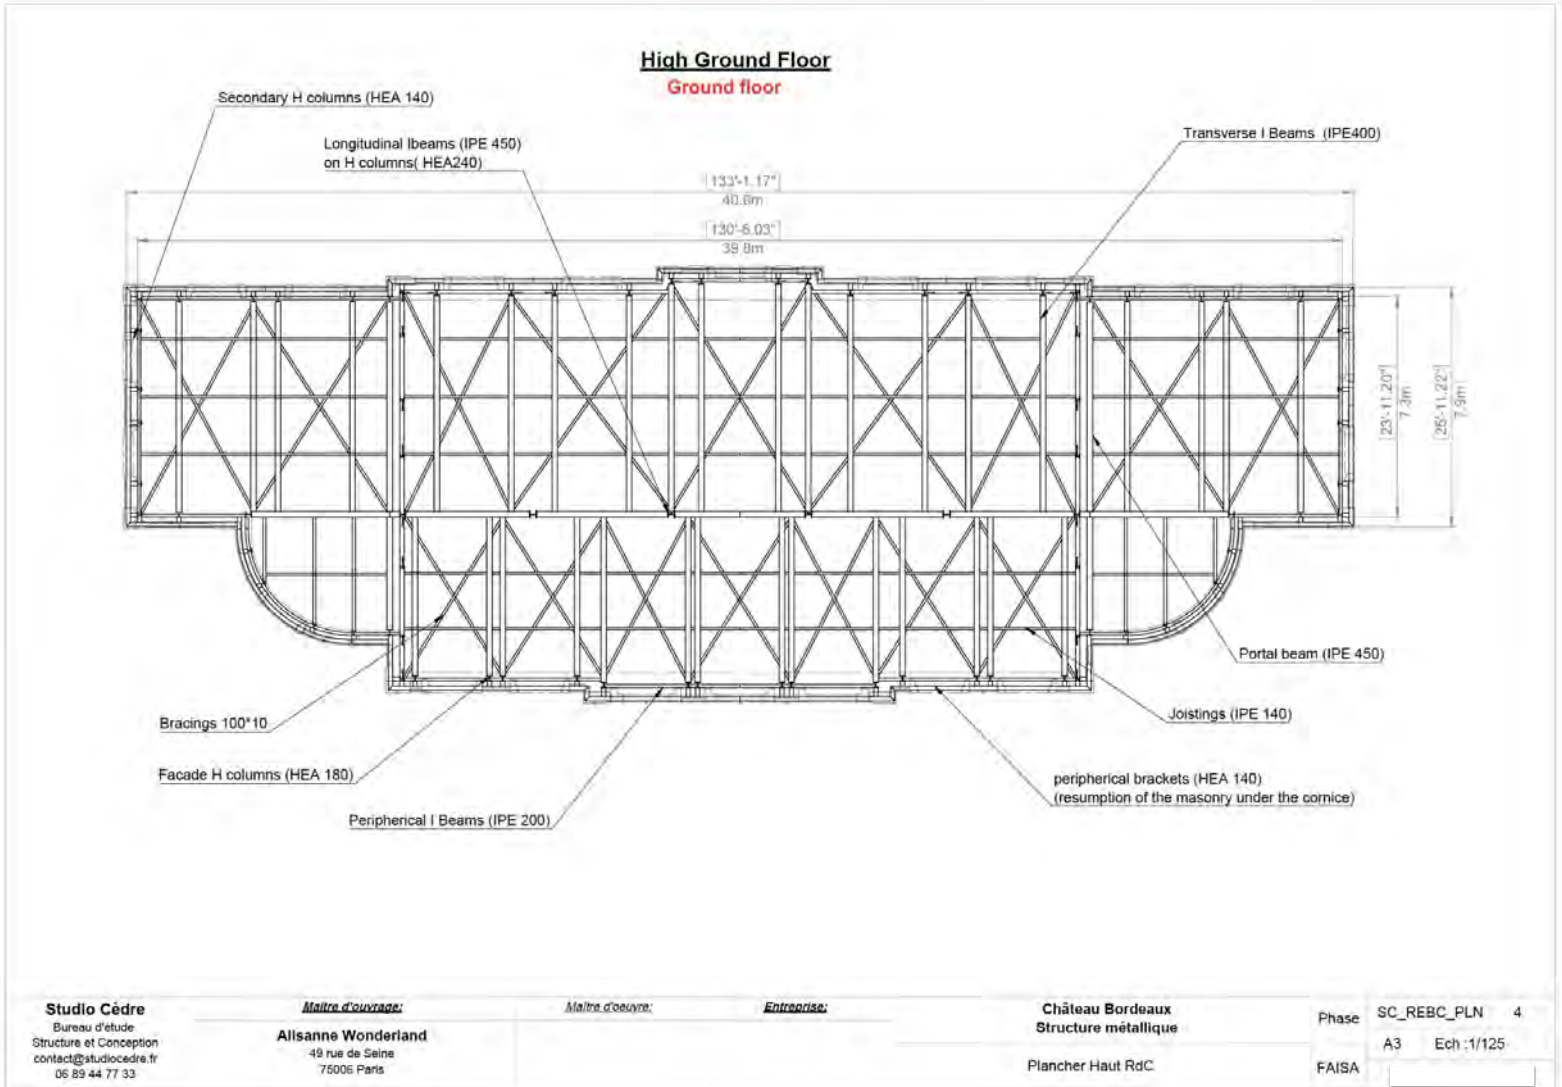 High Ground Floor
Ground floor
Secondary H columns (HEA 140)
Longitudinal Ibeams (IPE 450)
on H columns( HEA240)
Transverse I Beams (IPE400)
[133'-1.17"]
40.6m
[130'-6.03"]
39.8m
[23'-11.20"]
7.3m
[25'-11.22"]
7.9m
Portal beam (IPE 450)
Bracings 100*10
Joistings (IPE 140)
Facade H columns (HEA 180)
peripherical brackets (HEA 140)
(resumption of the masonry under the cornice)
Peripherical I Beams (IPE 200)
Studio Cèdre
Bureau d'étude
Structure et Conception
contact@studiocedre.fr
06 89 44 77 33
Maître d'ouvrage:
Allsanne Wonderland
49 rue de Seine
75006 Paris
Maître d'oeuvre:
Entreprise:
Château Bordeaux
Structure métallique
Plancher Haut RdC
Phase
FAISA
SC_REBC_PLN 4
A3 Ech :1/125